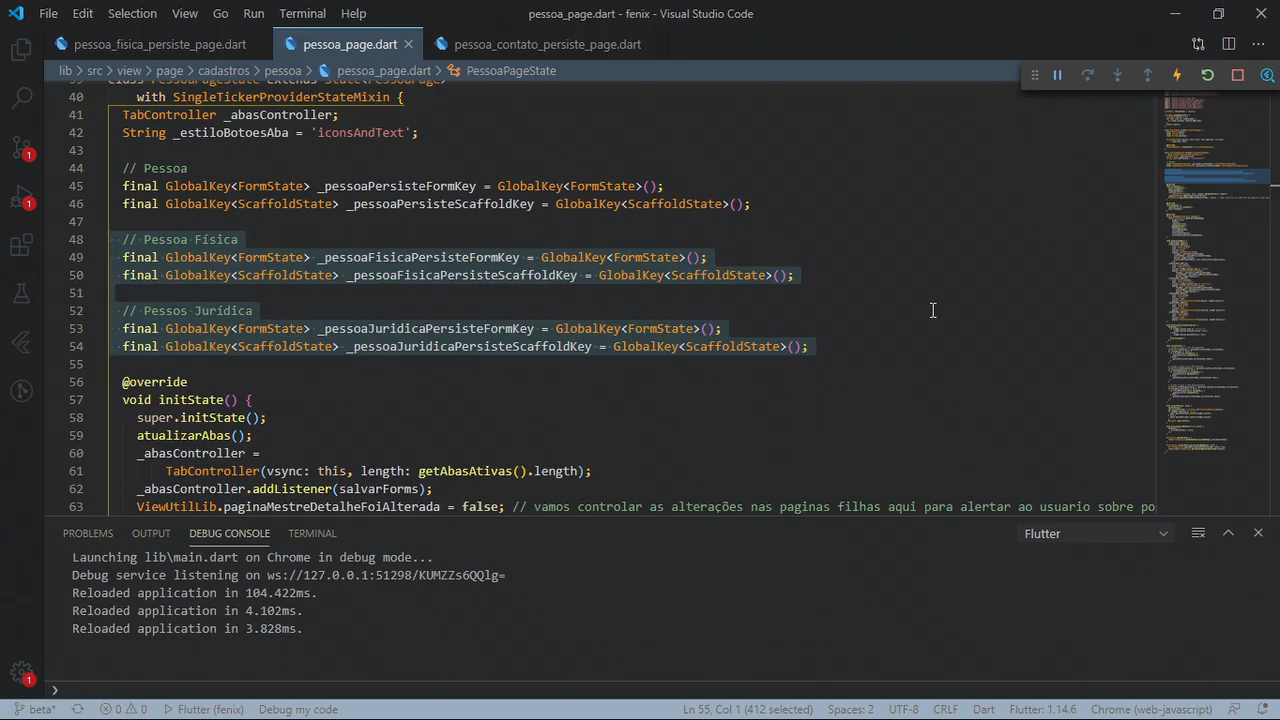 File Edit Selection View Go Run Terminal Help
pessoa_page.dart - fenix - Visual Studio Code
pessoa_fisica_persiste_page.dart
pessoa_page.dart
pessoa_contato_persiste_page.dart
lib > src > view > page > cadastros > pessoa > pessoa_page.dart > PessoaPageState
40 with SingleTickerProviderStateMixin {
41 TabController _abasController;
42 String _estiloBotoesAba = 'iconsAndText';
43
44 // Pessoa
45 final GlobalKey<FormState> _pessoaPersisteFormKey = GlobalKey<FormState>();
46 final GlobalKey<ScaffoldState> _pessoaPersisteScaffoldKey = GlobalKey<ScaffoldState>();
47
48 // Pessoa Física
49 final GlobalKey<FormState> _pessoaFisicaPersisteFormKey = GlobalKey<FormState>();
50 final GlobalKey<ScaffoldState> _pessoaFisicaPersisteScaffoldKey = GlobalKey<ScaffoldState>();
51
52 // Pessos Jurídica
53 final GlobalKey<FormState> _pessoaJuridicaPersisteFormKey = GlobalKey<FormState>();
54 final GlobalKey<ScaffoldState> _pessoaJuridicaPersisteScaffoldKey = GlobalKey<ScaffoldState>();
55
56 @override
57 void initState() {
58 super.initState();
59 atualizarAbas();
60 _abasController =
61 TabController(vsync: this, length: getAbasAtivas().length);
62 _abasController.addListener(salvarForms);
63 ViewUtilLib.paginaMestreDetalheFoiAlterada = false; // vamos controlar as alterações nas paginas filhas aqui para alertar ao usuario sobre po
PROBLEMS OUTPUT DEBUG CONSOLE TERMINAL
Flutter
Launching lib\main.dart on Chrome in debug mode...
Debug service listening on ws://127.0.0.1:51298/KUMZZs6QQlg=
Reloaded application in 104.422ms.
Reloaded application in 4.102ms.
Reloaded application in 3.828ms.
1
1
1
beta* 0 0 Flutter (fenix) Debug my code
Ln 55, Col 1 (412 selected) Spaces: 2 UTF-8 CRLF Dart Flutter: 1.14.6 Chrome (web-javascript)